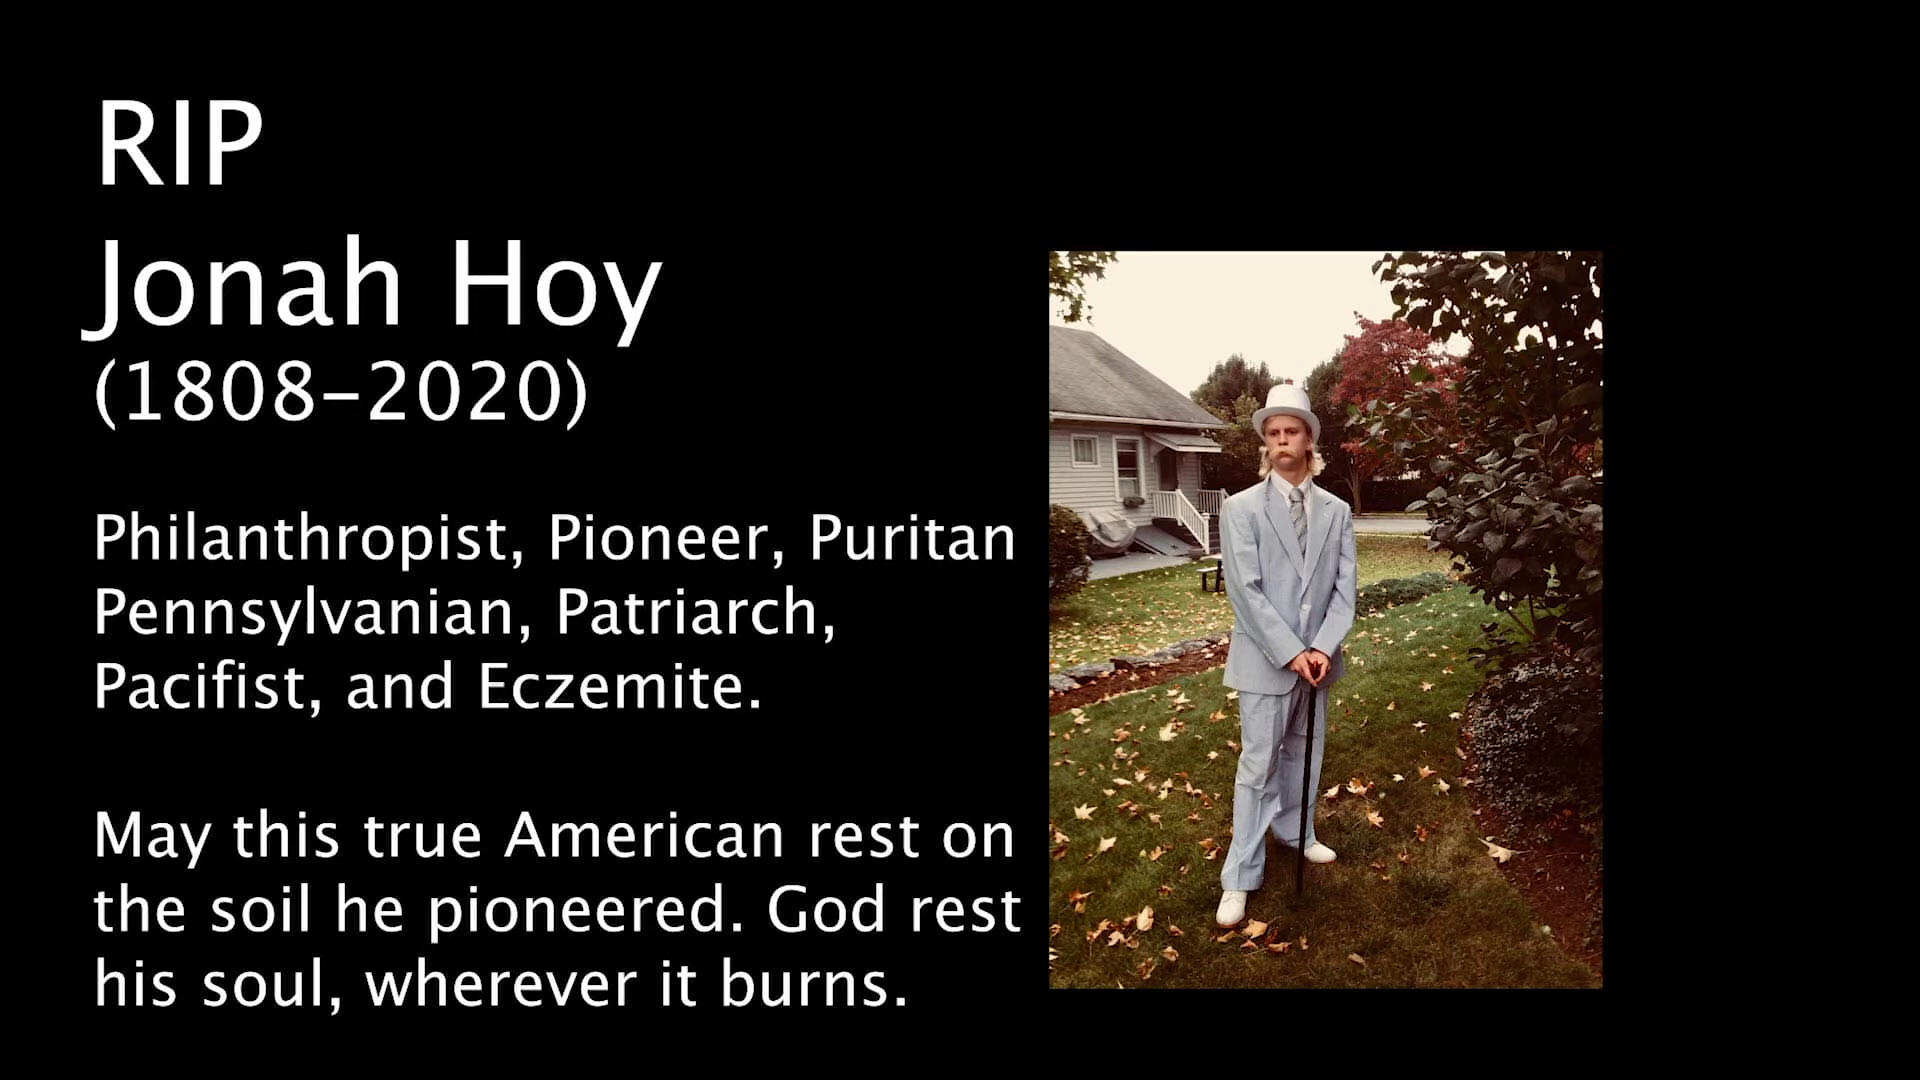 RIP
Jonah Hoy
(1808-2020)
Philanthropist, Pioneer, Puritan
Pennsylvanian, Patriarch,
Pacifist, and Eczemite.
May this true American rest on
the soil he pioneered. God rest
his soul, wherever it burns.